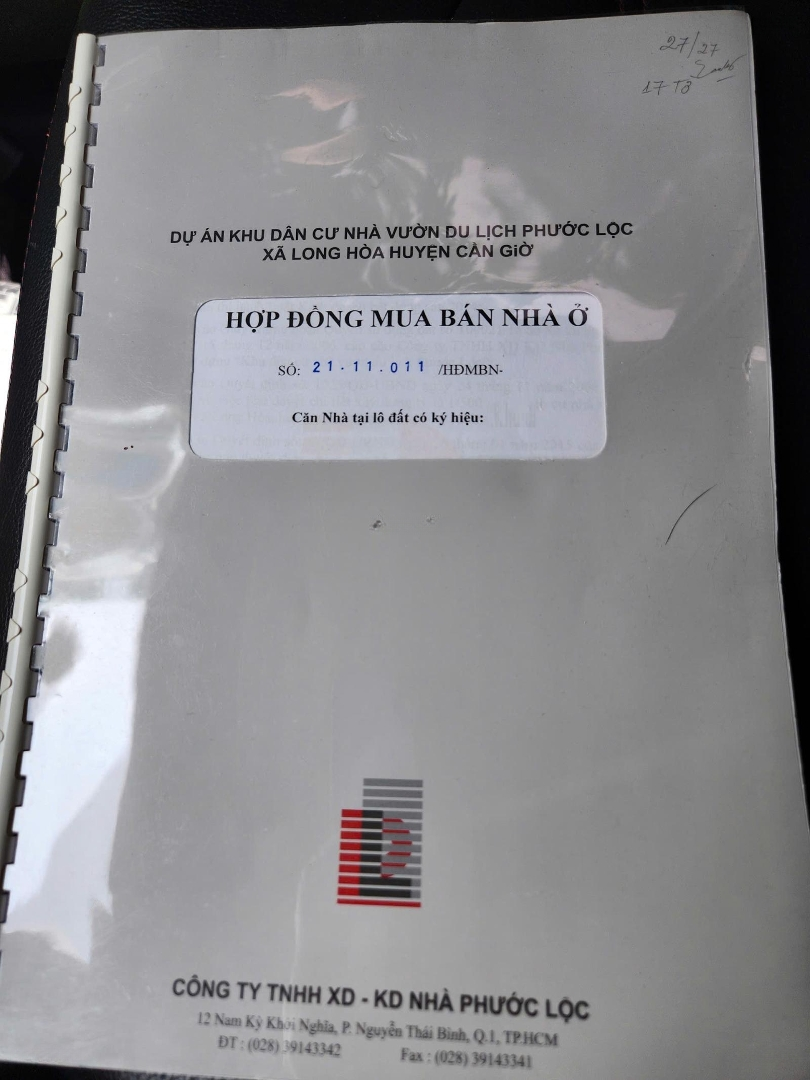 27/27
17 Tờ
DỰ ÁN KHU DÂN CƯ NHÀ VƯỜN DU LỊCH PHƯỚC LỘC
XÃ LONG HÒA HUYỆN CẦN GIỜ
HỢP ĐỒNG MUA BÁN NHÀ Ở
SỐ: 21.11.011 /HĐMBN-
Căn Nhà tại lô đất có ký hiệu:
CÔNG TY TNHH XD - KD NHÀ PHƯỚC LỘC
12 Nam Kỳ Khởi Nghĩa, P. Nguyễn Thái Bình, Q.1, TP.HCM
ĐT : (028) 39143342 Fax : (028) 39143341